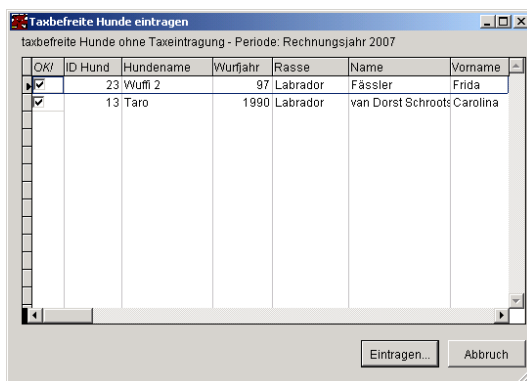 Taxbefreite Hunde eintragen
taxbefreite Hunde ohne Taxeintragung - Periode: Rechnungsjahr 2007
OK! ID Hund Hundename Wurfjahr Rasse Name Vorname
23 Wuffi 2 97 Labrador Fässler Frida
13 Taro 1990 Labrador van Dorst Schroots Carolina
Eintragen... Abbruch